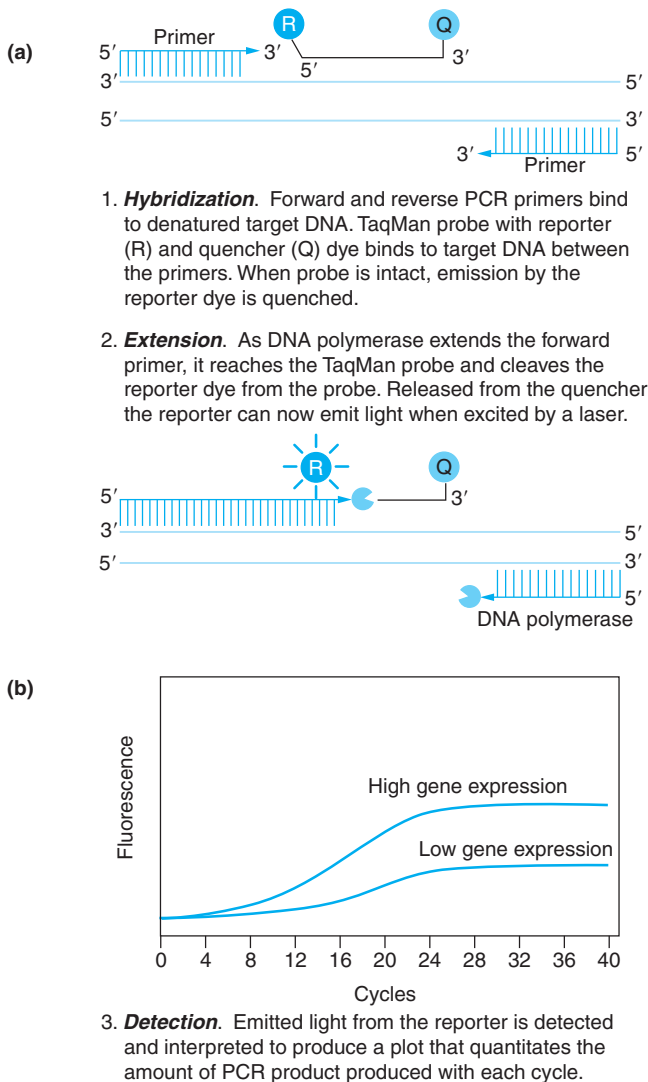 (a)
Primer
R
Q
5′
3′
5′
3′
3′
5′
5′
3′
3′
Primer
5′
1. Hybridization. Forward and reverse PCR primers bind
to denatured target DNA. TaqMan probe with reporter
(R) and quencher (Q) dye binds to target DNA between
the primers. When probe is intact, emission by the
reporter dye is quenched.
2. Extension. As DNA polymerase extends the forward
primer, it reaches the TaqMan probe and cleaves the
reporter dye from the probe. Released from the quencher
the reporter can now emit light when excited by a laser.
R
Q
5′
3′
3′
5′
5′
3′
5′
DNA polymerase
(b)
Fluorescence
High gene expression
Low gene expression
0 4 8 12 16 20 24 28 32 36 40
Cycles
3. Detection. Emitted light from the reporter is detected
and interpreted to produce a plot that quantitates the
amount of PCR product produced with each cycle.